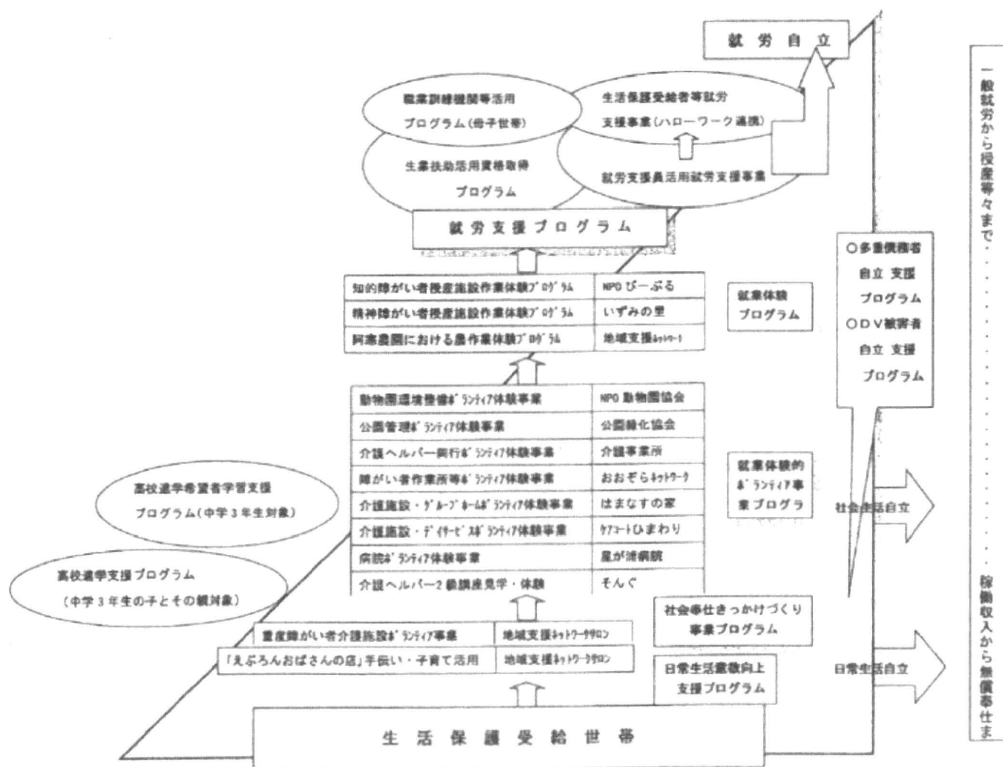 就労自立
職業訓練機関等活用
プログラム(母子世帯)
生活保護受給者等就労
支援事業(ハローワーク連携)
生業扶助活用資格取得
プログラム
就労支援員活用就労支援事業
就労支援プログラム
知的障がい者授産施設作業体験プログラム
NPO ぴーぷる
精神障がい者授産施設作業体験プログラム
いずみの里
阿寒農園における農作業体験プログラム
地域支援ネットワーク
就業体験
プログラム
動物園環境整備ボランティア体験事業
NPO 動物園協会
公園管理ボランティア体験事業
公園緑化協会
介護ヘルパー同行ボランティア体験事業
介護事業所
障がい者作業所等ボランティア体験事業
おおぞらネットワーク
介護施設・グループホームボランティア体験事業
はまなすの家
介護施設・デイサービスボランティア体験事業
ケアコートひまわり
病院ボランティア体験事業
星が浦病院
介護ヘルパー2級講座見学・体験
そんぐ
就業体験的
ボランティア事
業プログラ
高校進学希望者学習支援
プログラム(中学3年生対象)
高校進学支援プログラム
(中学3年生の子とその親対象)
重度障がい者介護施設ボランティア事業
地域支援ネットワークサロン
「えぷろんおばさんの店」手伝い・子育て活用
地域支援ネットワークサロン
社会奉仕きっかけづくり
事業プログラム
日常生活意欲向上
支援プログラム
生活保護受給世帯
○多重債務者
自立 支援
プログラム
○DV被害者
自立 支援
プログラム
社会生活自立
日常生活自立
一般就労から授産等々まで・・・・・・・・・・・・・・・・・・・・稼働収入から無償奉仕ま